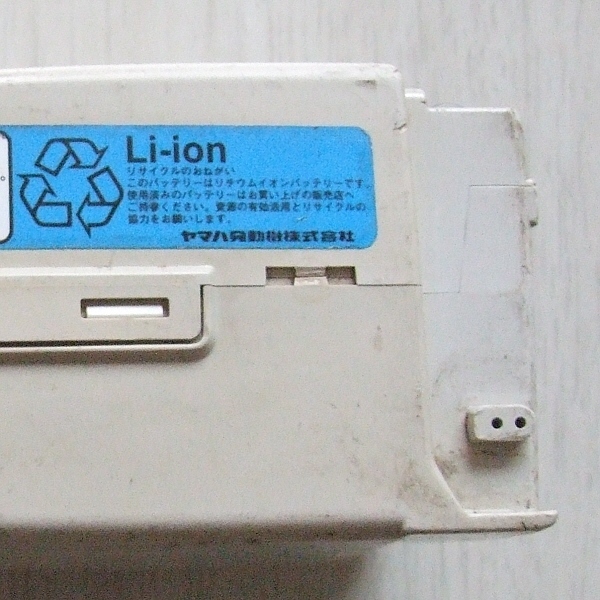 Li-ion
リサイクルのおねがい
このバッテリーはリチウムイオンバッテリーです。
使用済みのバッテリーはお買い上げの販売店へ
ご持参ください。資源の有効活用とリサイクルの
協力をお願いします。
ヤマハ発動機株式会社